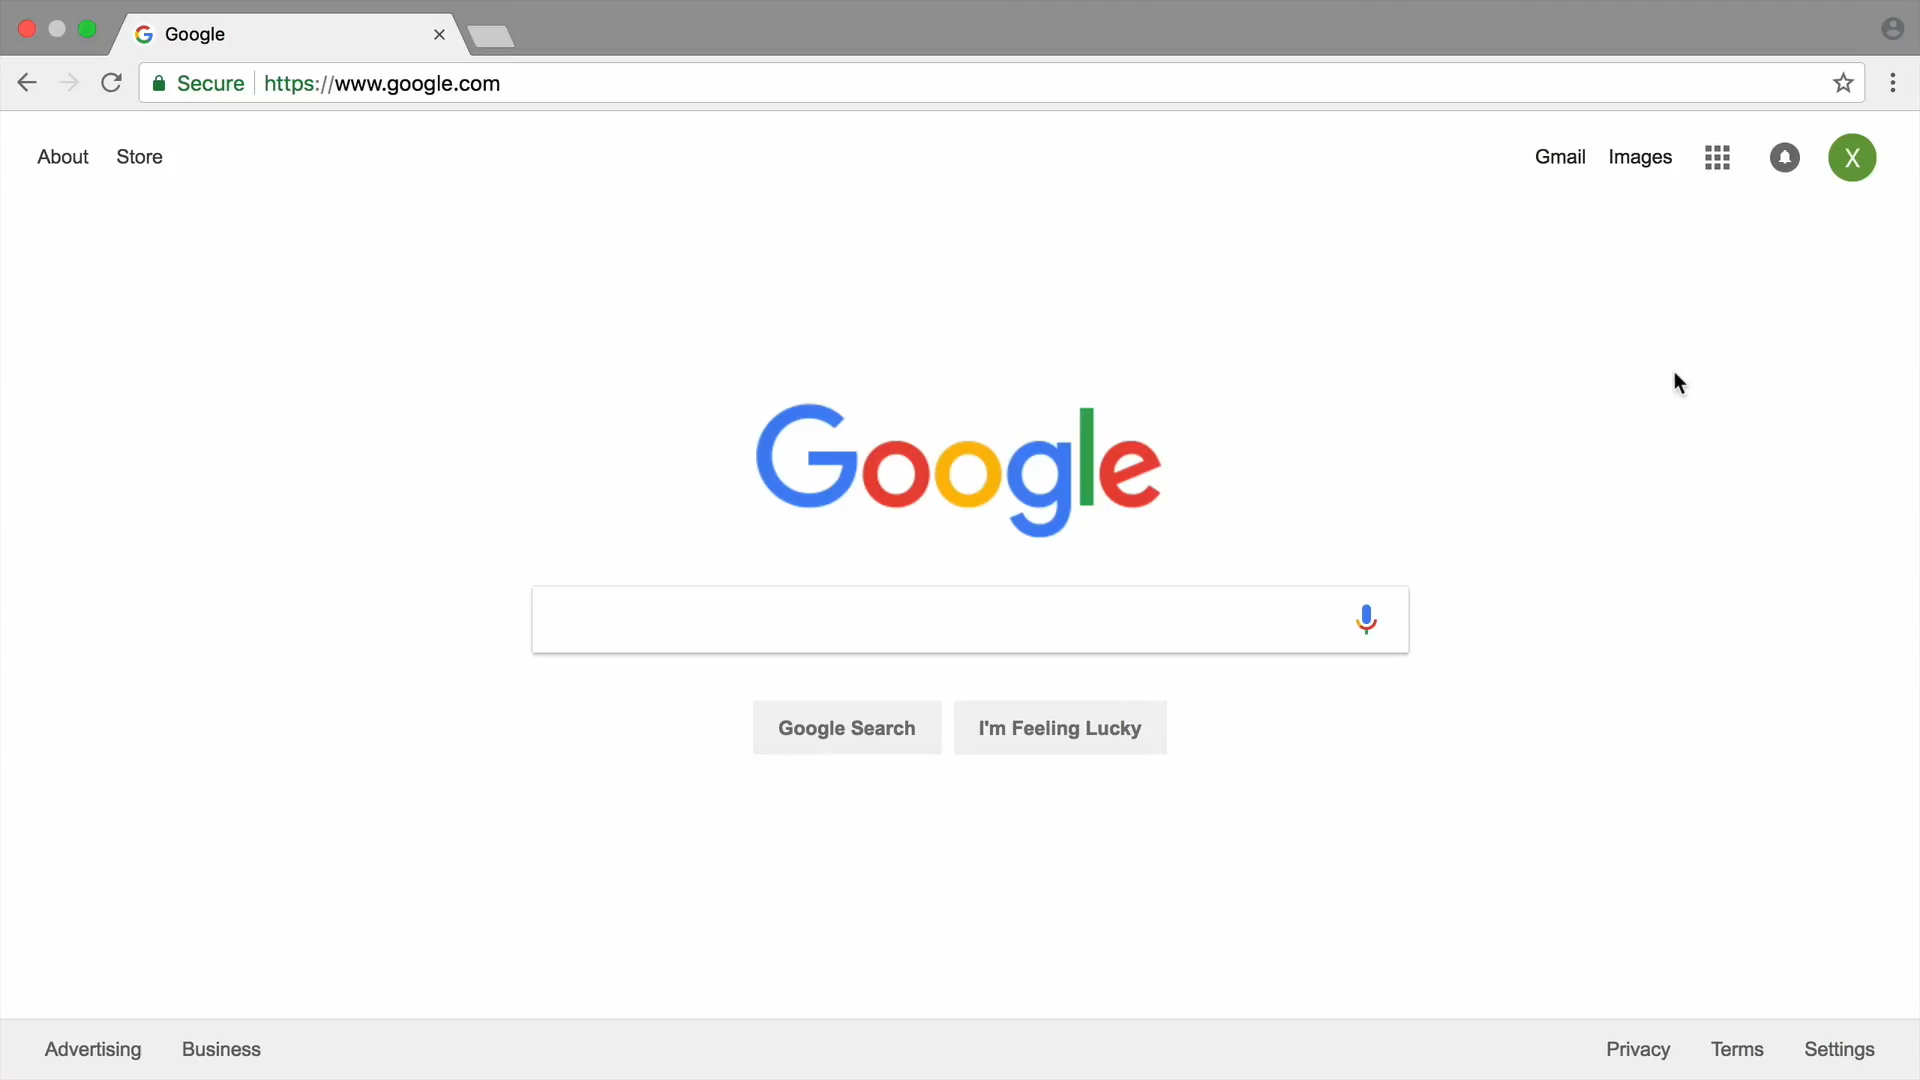 Google
Secure https://www.google.com
About Store Gmail Images X
Google
Google Search I'm Feeling Lucky
Advertising Business Privacy Terms Settings